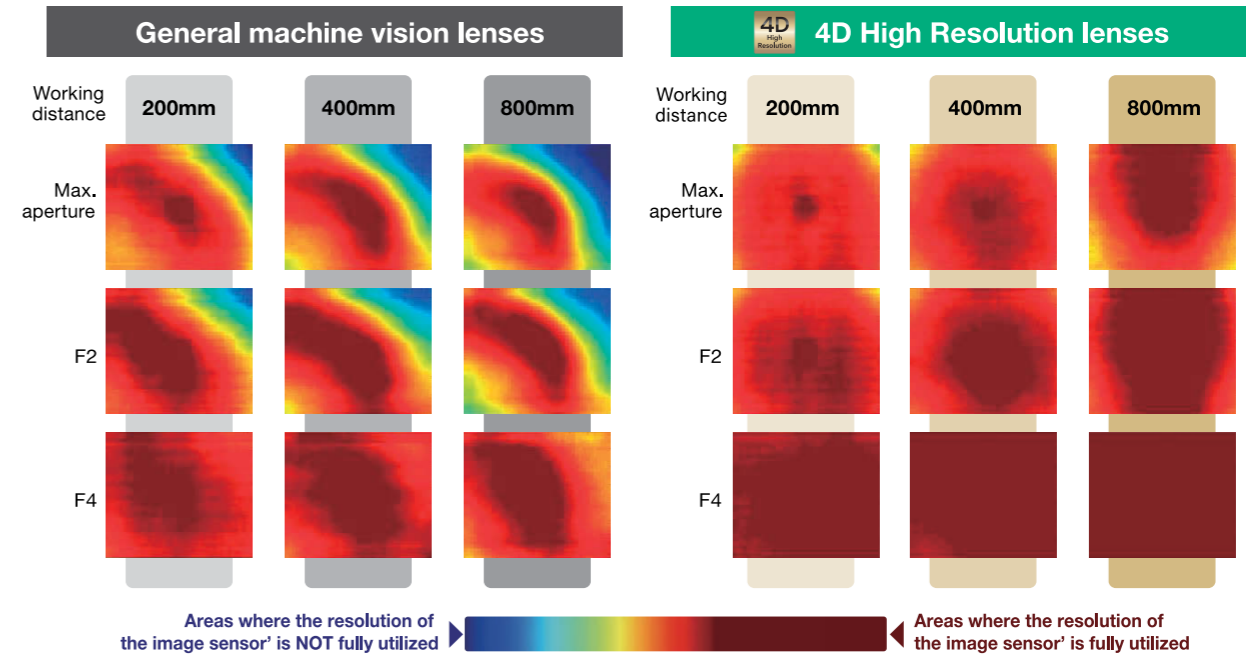 General machine vision lenses
4D
High
Resolution
4D High Resolution lenses
Working
distance
200mm
400mm
800mm
Max.
aperture
F2
F4
Working
distance
200mm
400mm
800mm
Max.
aperture
F2
F4
Areas where the resolution of
the image sensor’ is NOT fully utilized
Areas where the resolution of
the image sensor’ is fully utilized